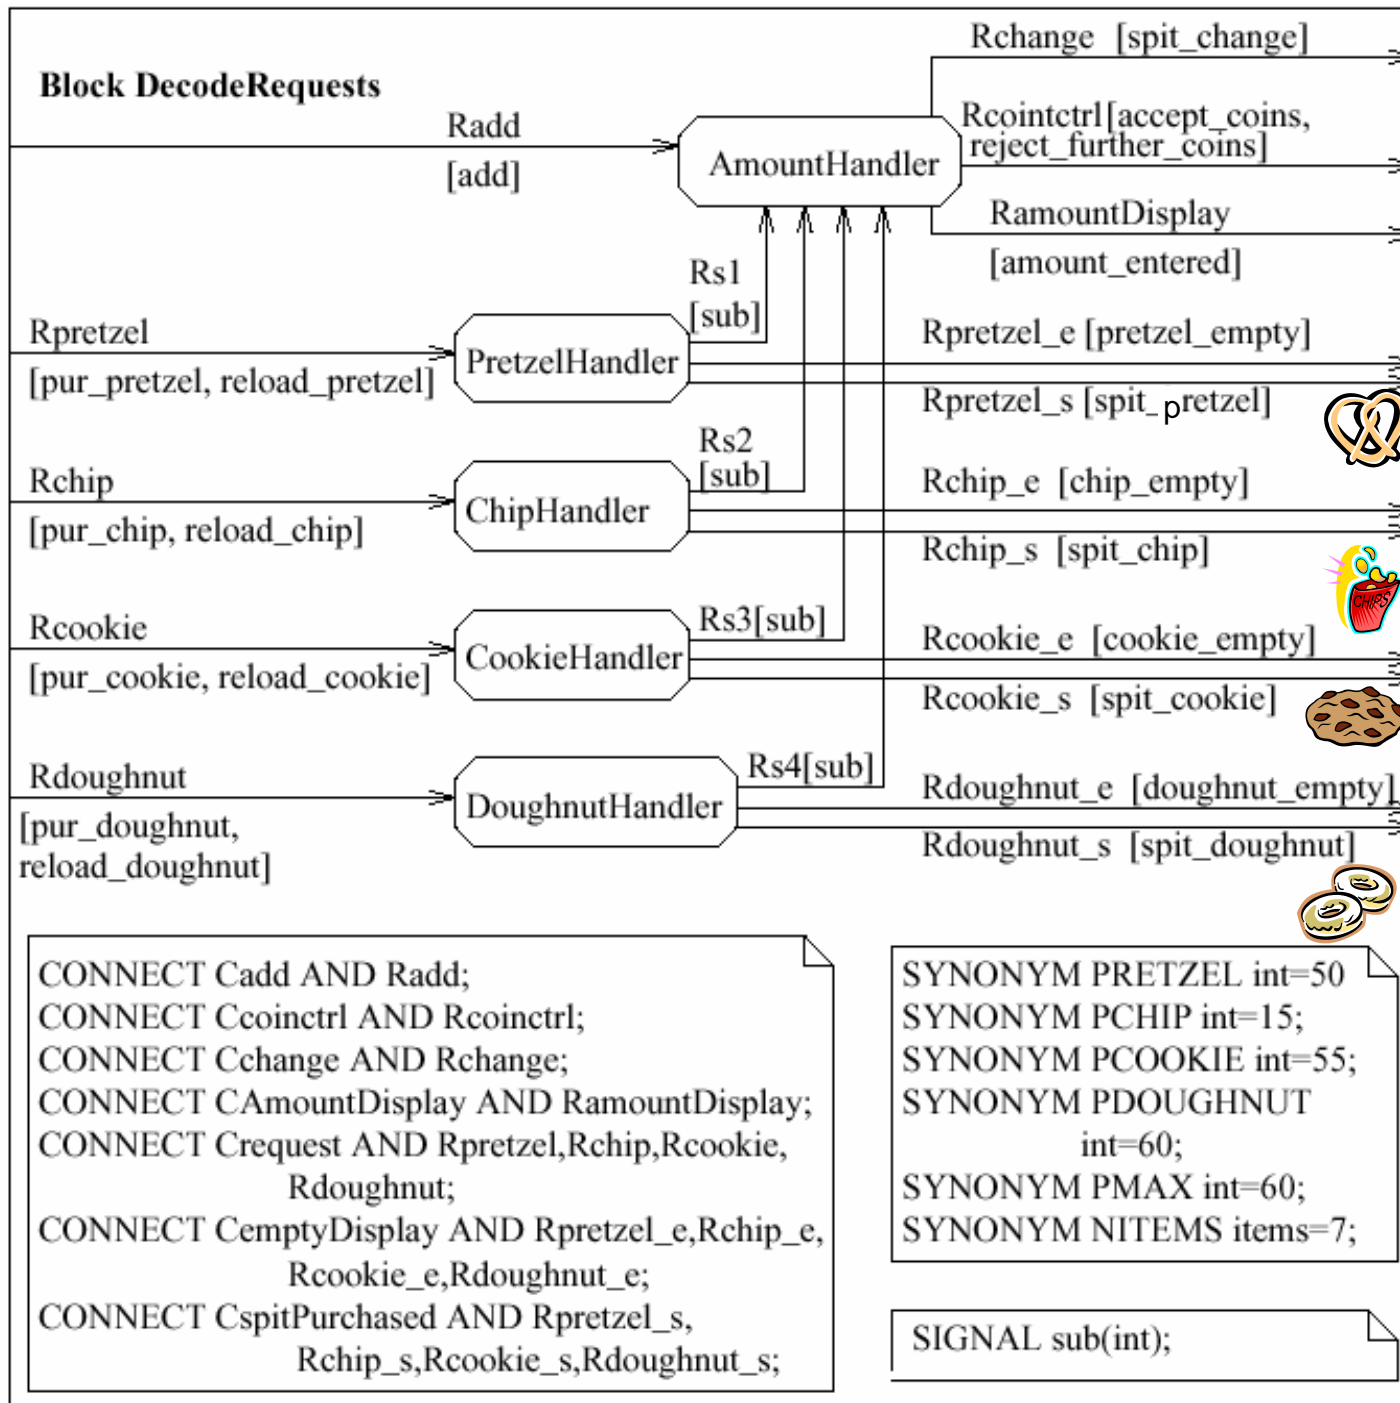 Rchange [spit_change]
Block DecodeRequests
Rcointctrl[accept_coins,
reject_further_coins]
Radd
[add]
AmountHandler
RamountDisplay
[amount_entered]
Rs1
[sub]
Rpretzel
[pur_pretzel, reload_pretzel]
PretzelHandler
Rpretzel_e [pretzel_empty]
Rpretzel_s [spit_pretzel]
Rs2
[sub]
Rchip
[pur_chip, reload_chip]
ChipHandler
Rchip_e [chip_empty]
Rchip_s [spit_chip]
CHIPS
Rs3[sub]
Rcookie
[pur_cookie, reload_cookie]
CookieHandler
Rcookie_e [cookie_empty]
Rcookie_s [spit_cookie]
Rs4[sub]
Rdoughnut
[pur_doughnut,
reload_doughnut]
DoughnutHandler
Rdoughnut_e [doughnut_empty]
Rdoughnut_s [spit_doughnut]
CONNECT Cadd AND Radd;
CONNECT Ccoinctrl AND Rcoinctrl;
CONNECT Cchange AND Rchange;
CONNECT CAmountDisplay AND RamountDisplay;
CONNECT Crequest AND Rpretzel,Rchip,Rcookie,
Rdoughnut;
CONNECT CemptyDisplay AND Rpretzel_e,Rchip_e,
Rcookie_e,Rdoughnut_e;
CONNECT CspitPurchased AND Rpretzel_s,
Rchip_s,Rcookie_s,Rdoughnut_s;
SYNONYM PRETZEL int=50
SYNONYM PCHIP int=15;
SYNONYM PCOOKIE int=55;
SYNONYM PDOUGHNUT
int=60;
SYNONYM PMAX int=60;
SYNONYM NITEMS items=7;
SIGNAL sub(int);